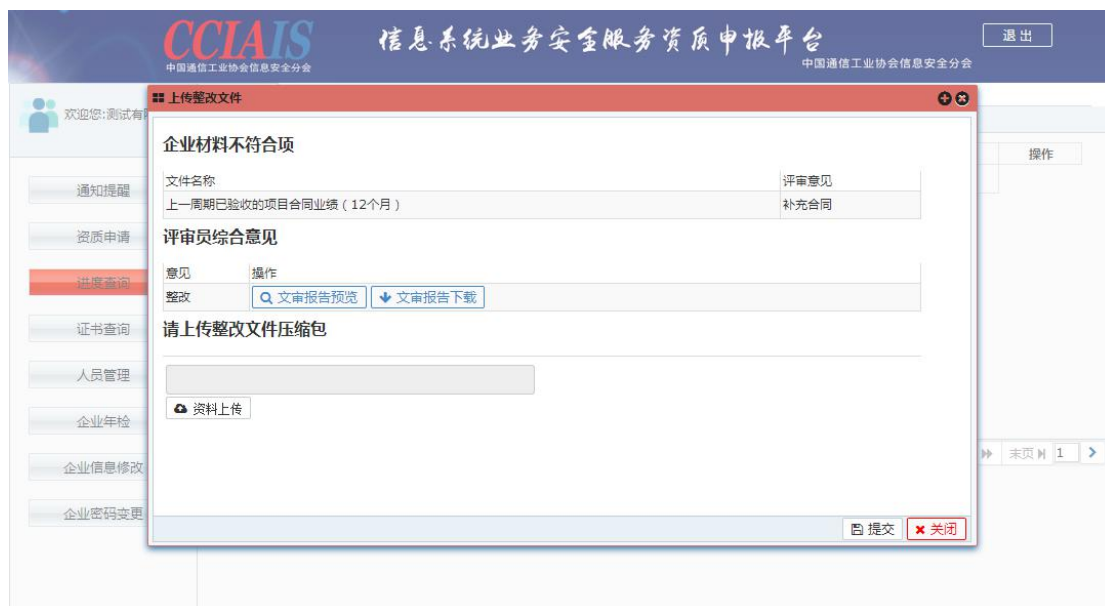 CCIAIS
中国通信工业协会信息安全分会
信息系统业务安全服务资质申报平台
中国通信工业协会信息安全分会
退出
欢迎您:测试有
通知提醒
资质申请
进度查询
证书查询
人员管理
企业年检
企业信息修改
企业密码变更
上传整改文件
企业材料不符合项
文件名称 评审意见
上一周期已验收的项目合同业绩（12个月） 补充合同
评审员综合意见
意见 操作
整改 文审报告预览 文审报告下载
请上传整改文件压缩包
资料上传
提交 关闭
操作
末页 1